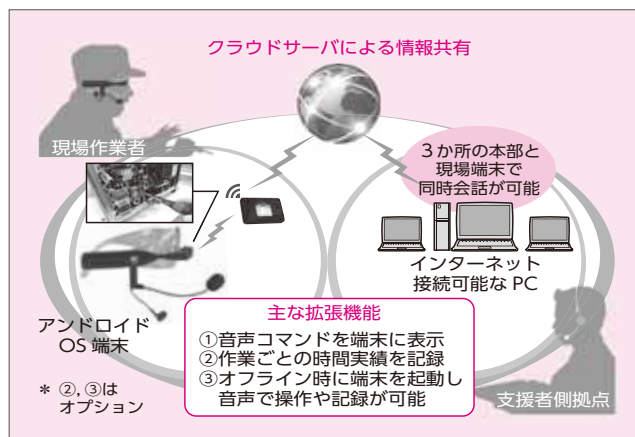 クラウドサーバによる情報共有
現場作業者
3か所の本部と
現場端末で
同時会話が可能
インターネット
接続可能な PC
アンドロイド
OS 端末
* ②, ③は
オプション
主な拡張機能
①音声コマンドを端末に表示
②作業ごとの時間実績を記録
③オフライン時に端末を起動し
音声で操作や記録が可能
支援者側拠点